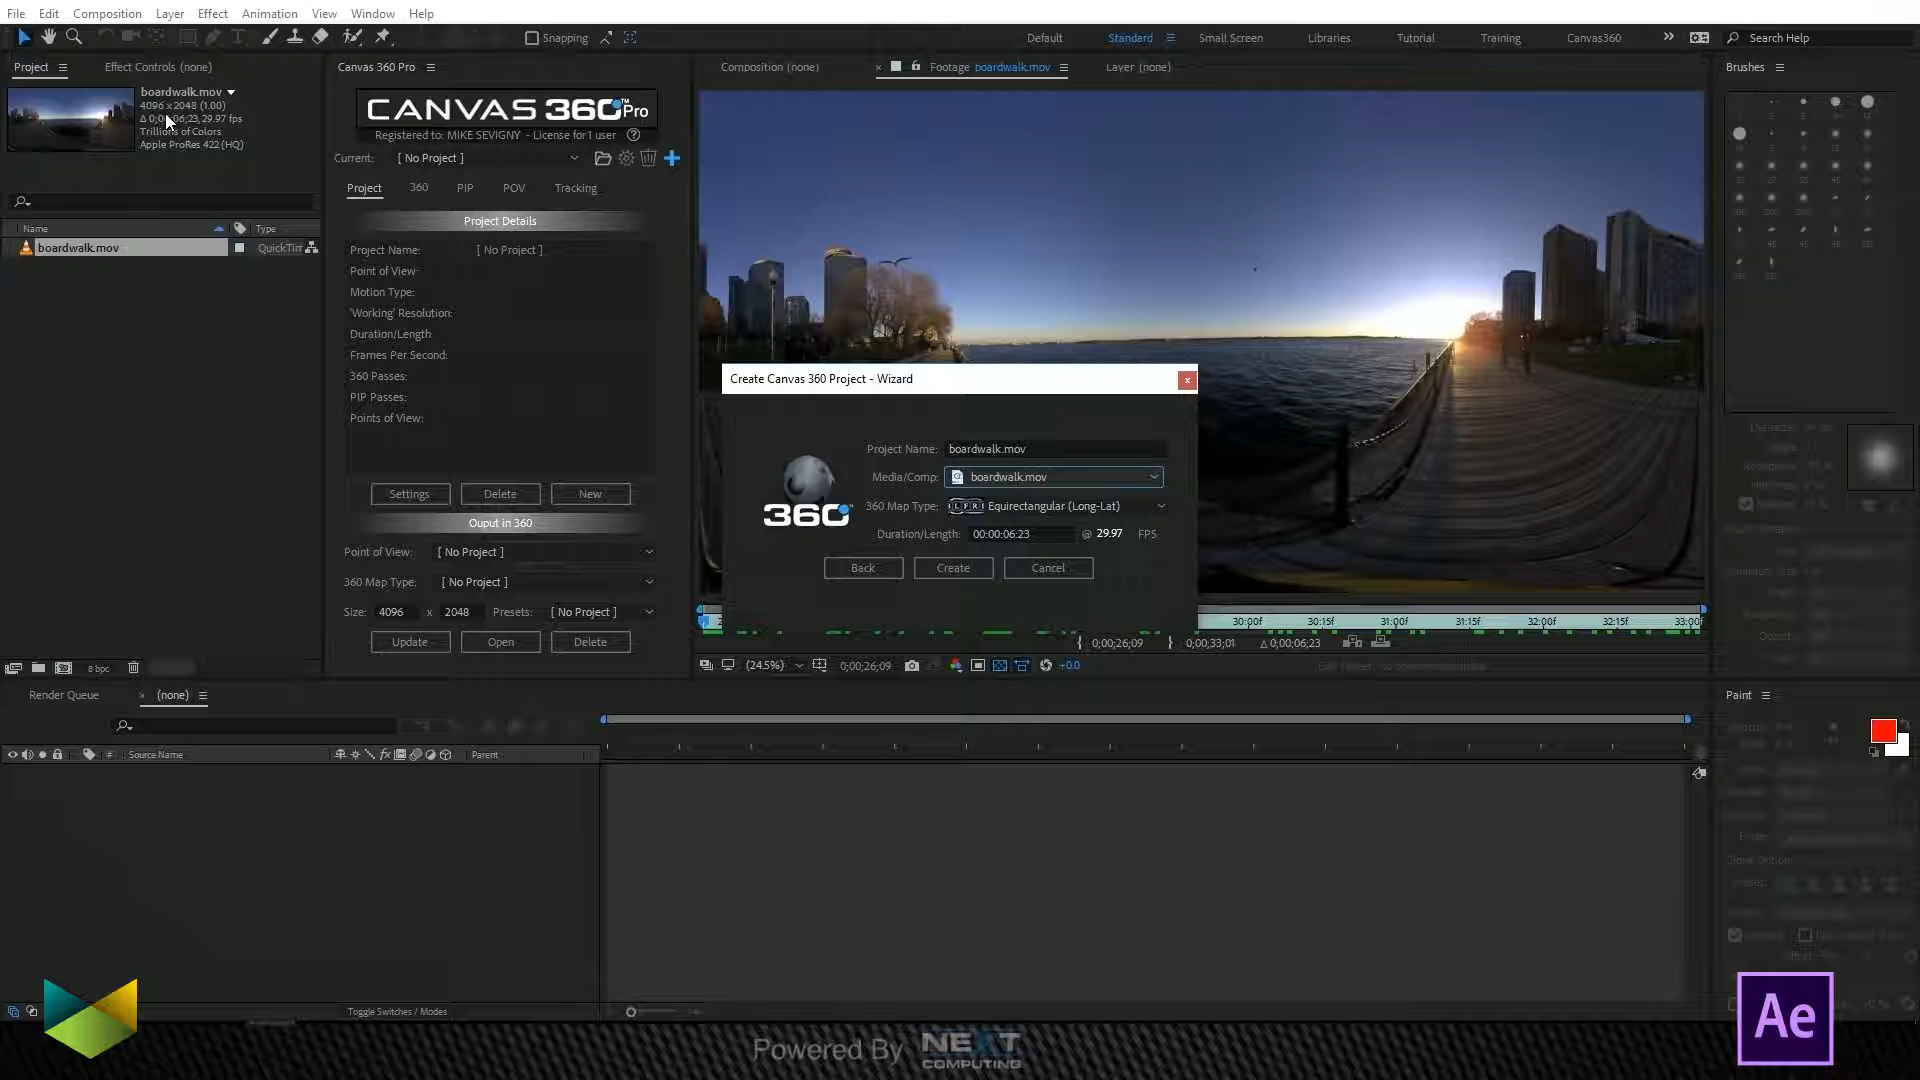 File Edit Composition Layer Effect Animation View Window Help
Snapping
Default Standard Small Screen Libraries Tutorial Training Canvas360 Search Help
Project Effect Controls (none)
boardwalk.mov
4096 x 2048 (1.00)
Δ 0;00;06;23, 29.97 fps
Trillions of Colors
Apple ProRes 422 (HQ)
Name Type
boardwalk.mov QuickTim
8 bpc
Canvas 360 Pro
CANVAS 360™ Pro
Registered to: MIKE SEVIGNY - License for 1 user ?
Current: [ No Project ]
Project 360 PIP POV Tracking
Project Details
Project Name: [ No Project ]
Point of View:
Motion Type:
'Working' Resolution:
Duration/Length
Frames Per Second:
360 Passes:
PIP Passes:
Points of View:
Settings Delete New
Ouput in 360
Point of View: [ No Project ]
360 Map Type: [ No Project ]
Size: 4096 x 2048 Presets: [ No Project ]
Update Open Delete
Composition (none) Footage boardwalk.mov Layer (none)
Create Canvas 360 Project - Wizard
x
360
Project Name: boardwalk.mov
Media/Comp: boardwalk.mov
360 Map Type: Equirectangular (Long-Lat)
Duration/Length: 00:00:06:23 @ 29.97 FPS
Back Create Cancel
30:00f 30:15f 31:00f 31:15f 32:00f 32:15f 33:00f
0;00;26;09 0;00;33;01 Δ 0;00;06;23
(24.5%) 0;00;26;09 +0.0
Brushes
Render Queue (none)
# Source Name fx Parent
Toggle Switches / Modes
Paint
Powered By NEXT COMPUTING
Ae